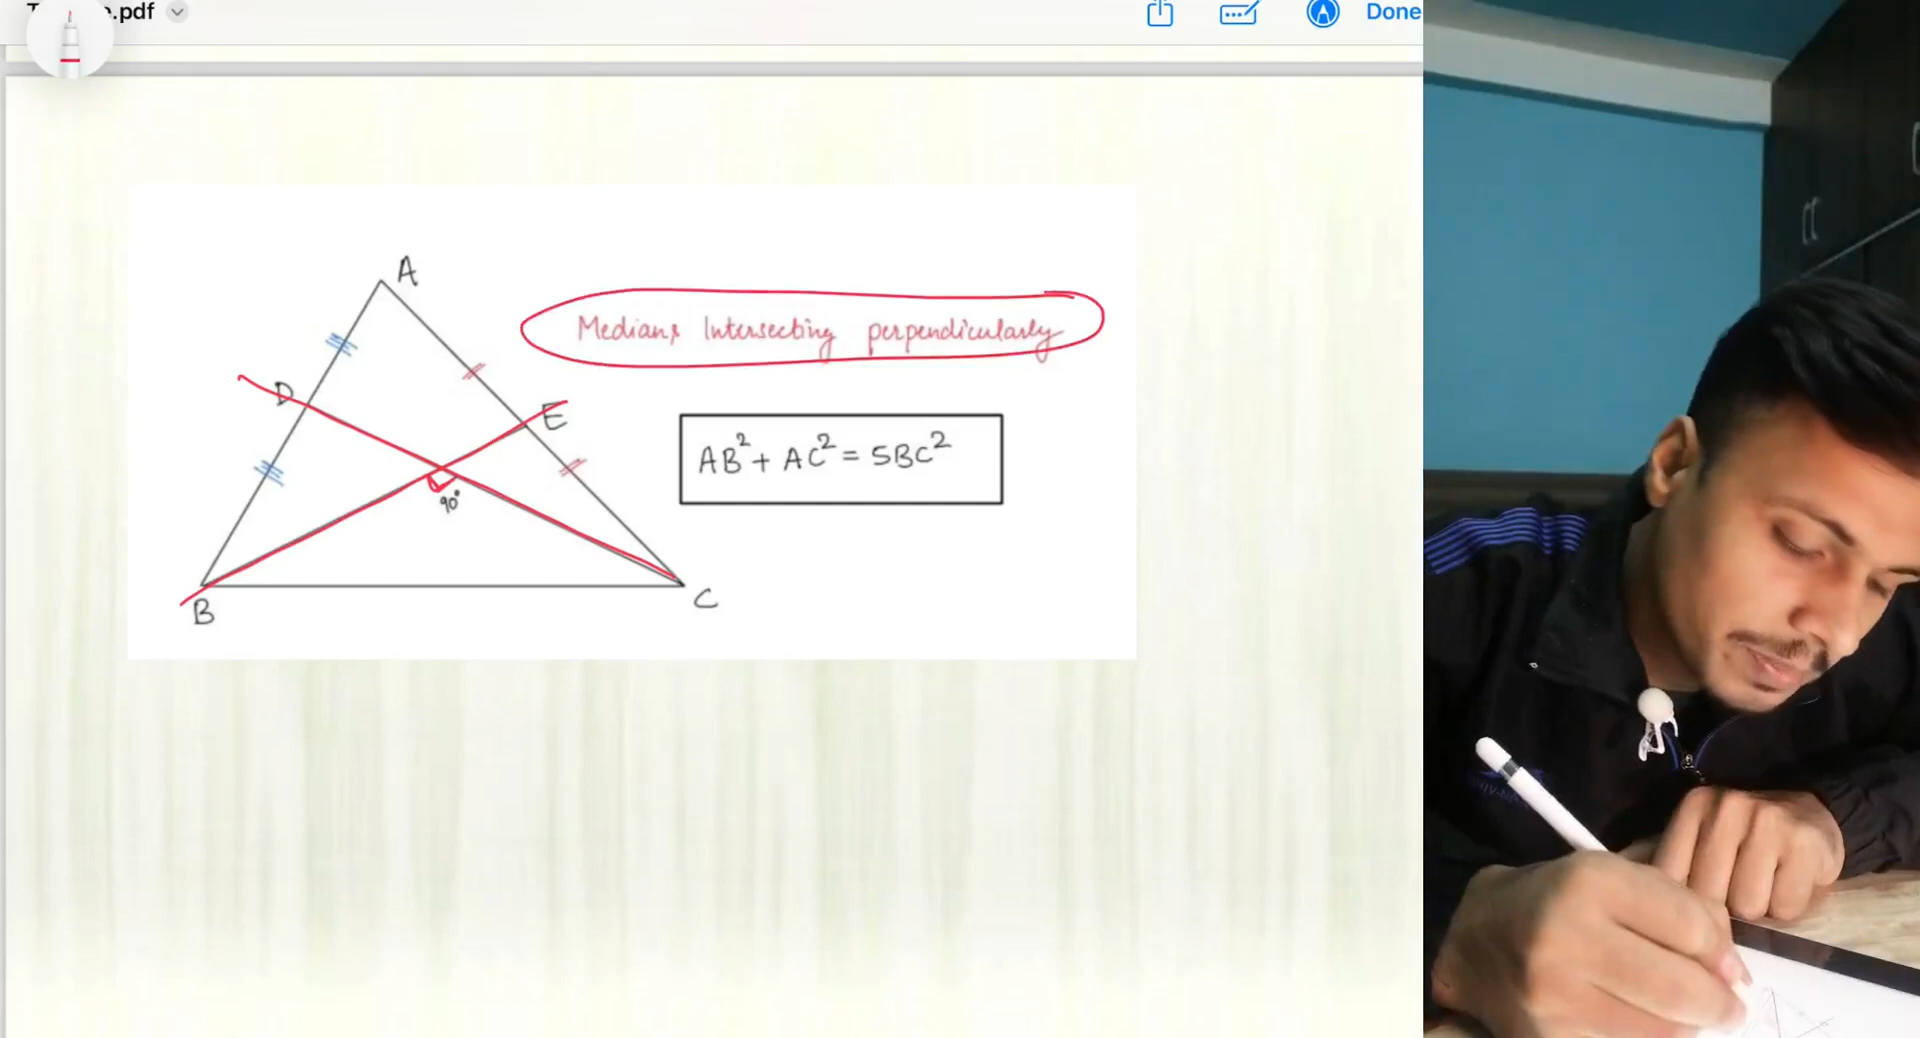 .pdf
Done
A
Medians Intersecting perpendicularly
D
E
AB²+ AC² = 5BC²
90°
B
C